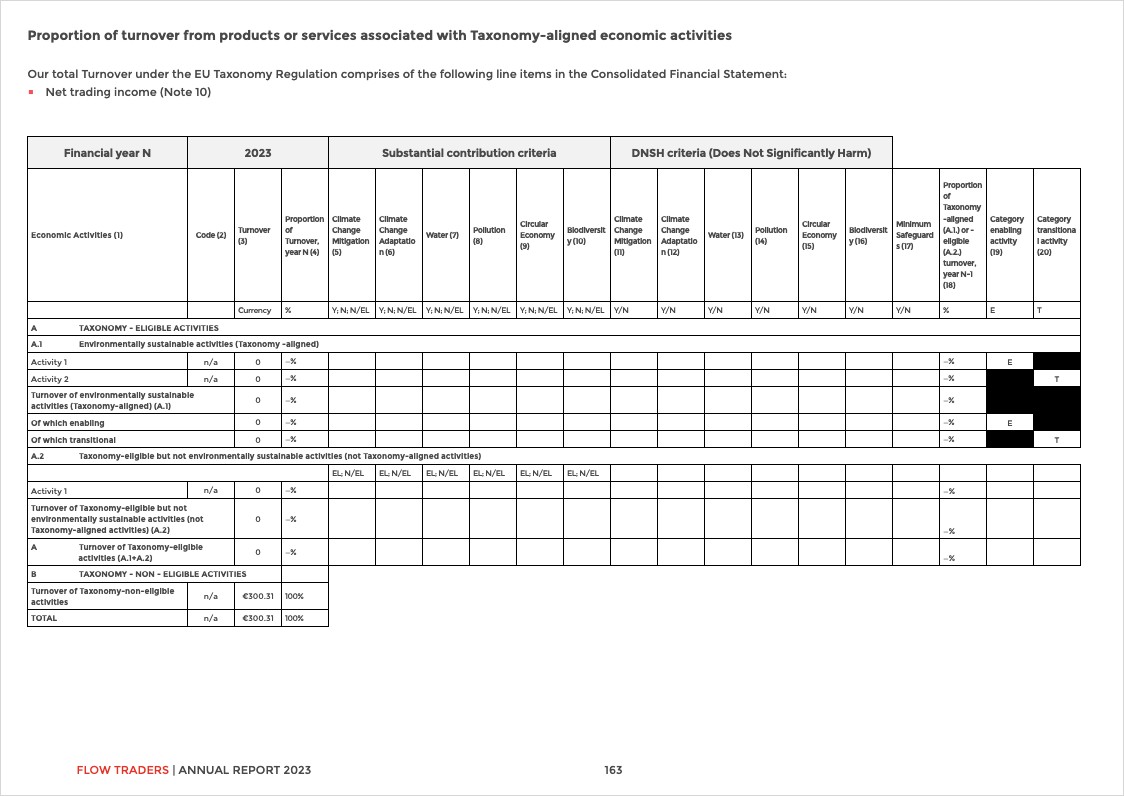 Proportion of turnover from products or services associated with Taxonomy-aligned economic activities
Our total Turnover under the EU Taxonomy Regulation comprises of the following line items in the Consolidated Financial Statement:
▪ Net trading income (Note 10)
Financial year N 2023 Substantial contribution criteria DNSH criteria (Does Not Significantly Harm)
Economic Activities (1) Code (2) Turnover (3) Proportion of Turnover, year N (4) Climate Change Mitigation (5) Climate Change Adaptatio n (6) Water (7) Pollution (8) Circular Economy (9) Biodiversit y (10) Climate Change Mitigation (11) Climate Change Adaptatio n (12) Water (13) Pollution (14) Circular Economy (15) Biodiversit y (16) Minimum Safeguard s (17) Proportion of Taxonomy -aligned (A.1.) or -eligible (A.2.) turnover, year N-1 (18) Category enabling activity (19) Category transitiona l activity (20)
Currency % Y; N; N/EL Y; N; N/EL Y; N; N/EL Y; N; N/EL Y; N; N/EL Y; N; N/EL Y/N Y/N Y/N Y/N Y/N Y/N Y/N % E T
A TAXONOMY - ELIGIBLE ACTIVITIES
A.1 Environmentally sustainable activities (Taxonomy -aligned)
Activity 1 n/a 0 –% –% E
Activity 2 n/a 0 –% –% T
Turnover of environmentally sustainable
activities (Taxonomy-aligned) (A.1) 0 –% –%
Of which enabling 0 –% –% E
Of which transitional 0 –% –% T
A.2 Taxonomy-eligible but not environmentally sustainable activities (not Taxonomy-aligned activities)
EL; N/EL EL; N/EL EL; N/EL EL; N/EL EL; N/EL EL; N/EL
Activity 1 n/a 0 –% –%
Turnover of Taxonomy-eligible but not
environmentally sustainable activities (not
Taxonomy-aligned activities) (A.2) 0 –% –%
A Turnover of Taxonomy-eligible
activities (A.1+A.2) 0 –% –%
B TAXONOMY - NON - ELIGIBLE ACTIVITIES
Turnover of Taxonomy-non-eligible
activities n/a €300.31 100%
TOTAL n/a €300.31 100%
FLOW TRADERS | ANNUAL REPORT 2023 163